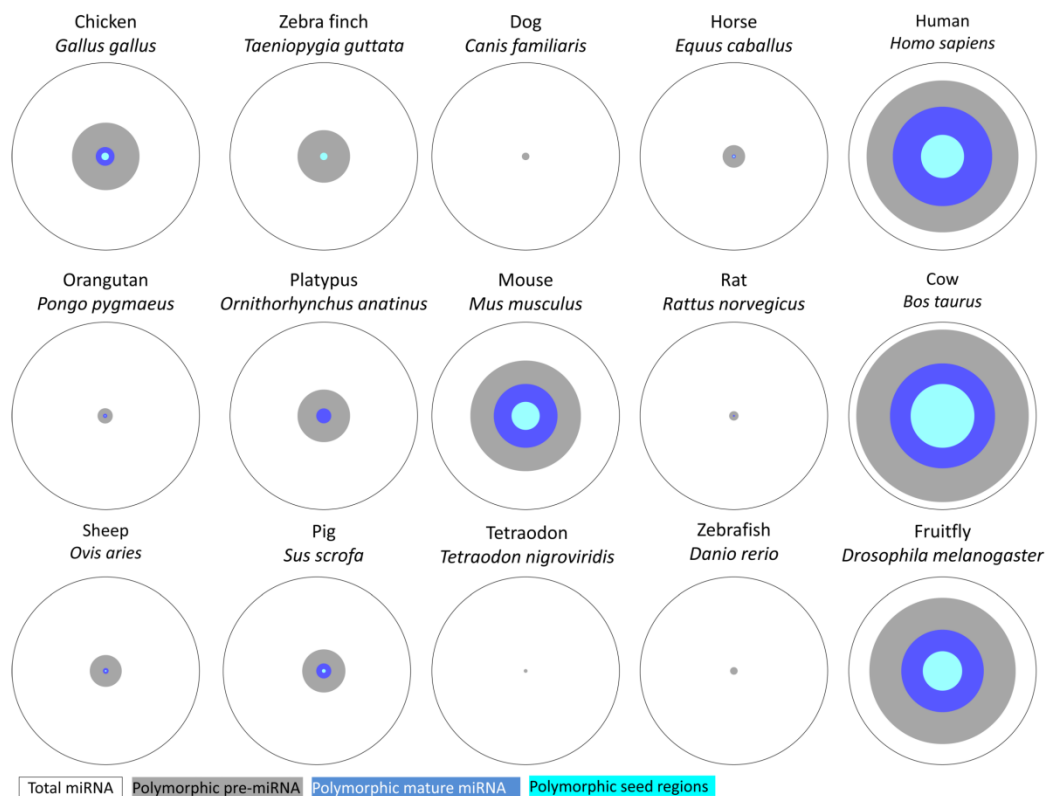 Chicken
Gallus gallus
Zebra finch
Taeniopygia guttata
Dog
Canis familiaris
Horse
Equus caballus
Human
Homo sapiens
Orangutan
Pongo pygmaeus
Platypus
Ornithorhynchus anatinus
Mouse
Mus musculus
Rat
Rattus norvegicus
Cow
Bos taurus
Sheep
Ovis aries
Pig
Sus scrofa
Tetraodon
Tetraodon nigroviridis
Zebrafish
Danio rerio
Fruitfly
Drosophila melanogaster
Total miRNA
Polymorphic pre-miRNA
Polymorphic mature miRNA
Polymorphic seed regions